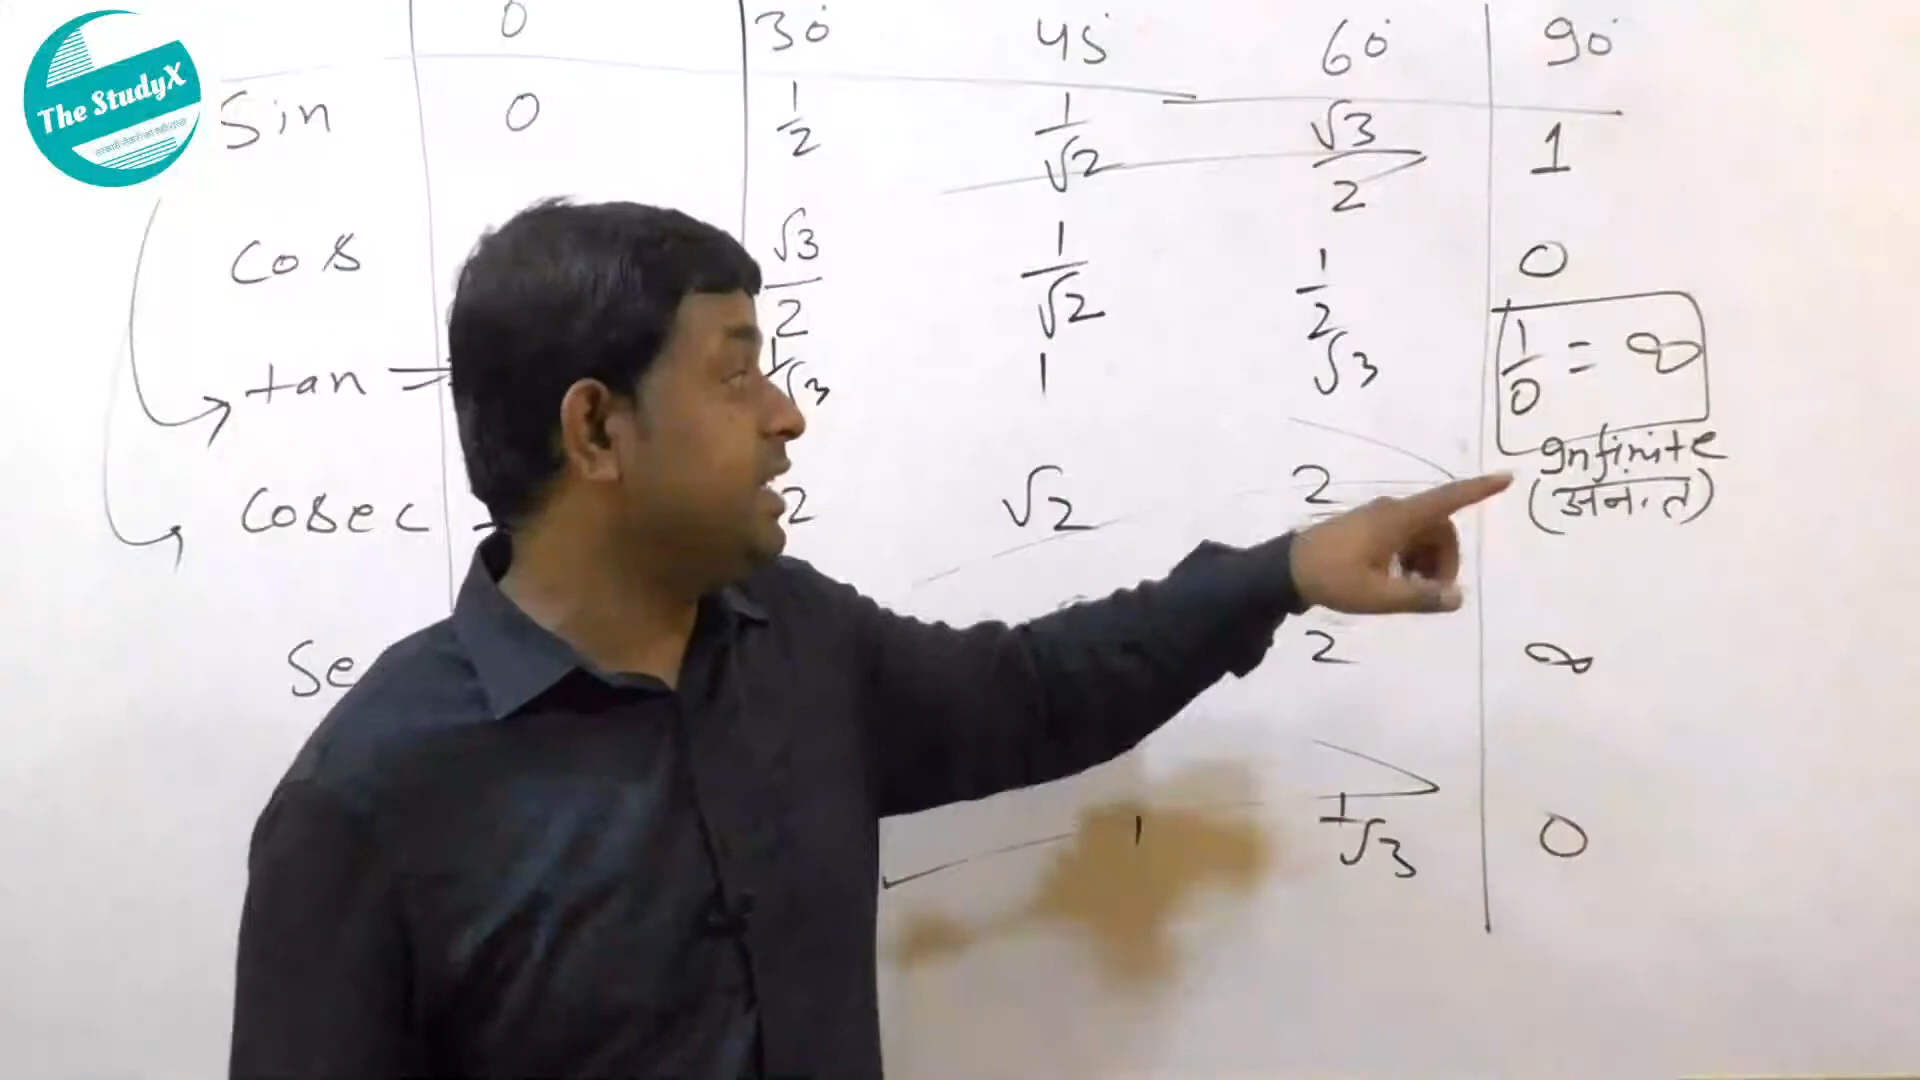 The StudyX
0 30° 45° 60° 90°
Sin 0 1/2 1/√2 √3/2 1
Cos √3/2 1/√2 1/2 0
tan = 1/√3 1 √3 1/0 = ∞
Infinite
(अनंत)
Cosec 2 √2 2
Se 2 ∞
1 1/√3 0